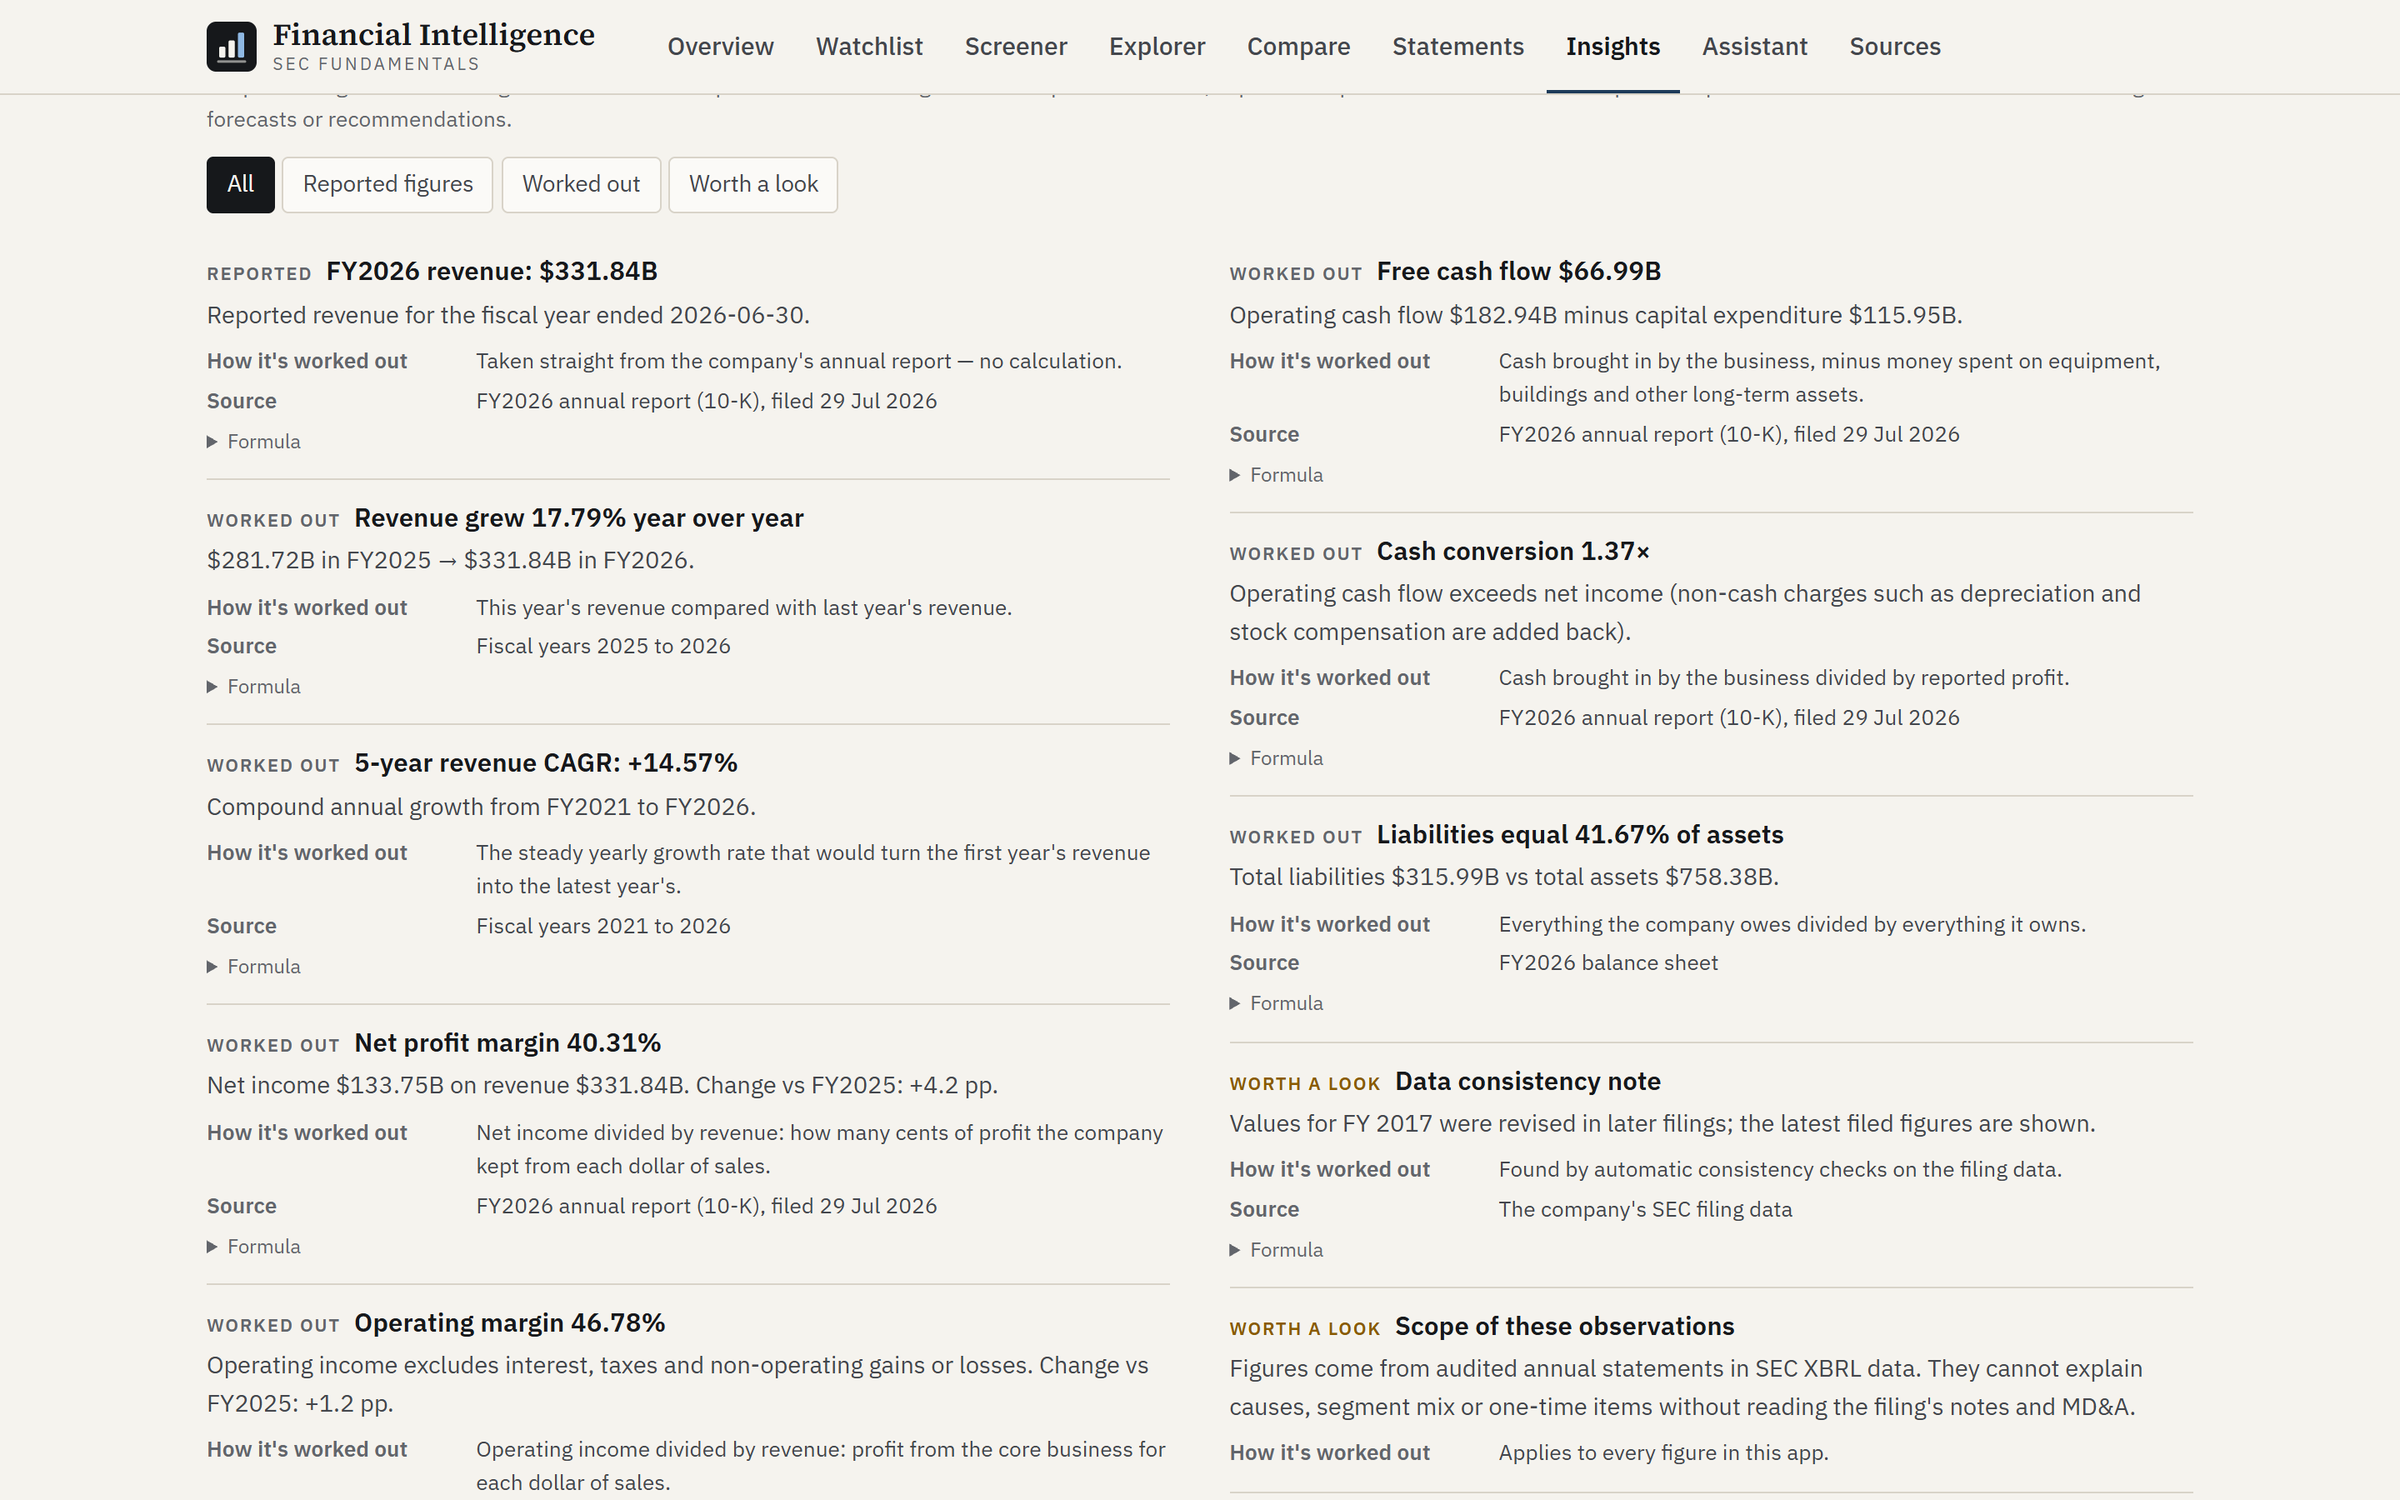 Financial Intelligence
SEC FUNDAMENTALS
Overview
Watchlist
Screener
Explorer
Compare
Statements
Insights
Assistant
Sources
forecasts or recommendations.
All
Reported figures
Worked out
Worth a look
REPORTED FY2026 revenue: $331.84B
Reported revenue for the fiscal year ended 2026-06-30.
How it's worked out Taken straight from the company's annual report — no calculation.
Source FY2026 annual report (10-K), filed 29 Jul 2026
▶ Formula
WORKED OUT Revenue grew 17.79% year over year
$281.72B in FY2025 → $331.84B in FY2026.
How it's worked out This year's revenue compared with last year's revenue.
Source Fiscal years 2025 to 2026
▶ Formula
WORKED OUT 5-year revenue CAGR: +14.57%
Compound annual growth from FY2021 to FY2026.
How it's worked out The steady yearly growth rate that would turn the first year's revenue
into the latest year's.
Source Fiscal years 2021 to 2026
▶ Formula
WORKED OUT Net profit margin 40.31%
Net income $133.75B on revenue $331.84B. Change vs FY2025: +4.2 pp.
How it's worked out Net income divided by revenue: how many cents of profit the company
kept from each dollar of sales.
Source FY2026 annual report (10-K), filed 29 Jul 2026
▶ Formula
WORKED OUT Operating margin 46.78%
Operating income excludes interest, taxes and non-operating gains or losses. Change vs
FY2025: +1.2 pp.
How it's worked out Operating income divided by revenue: profit from the core business for
each dollar of sales.
WORKED OUT Free cash flow $66.99B
Operating cash flow $182.94B minus capital expenditure $115.95B.
How it's worked out Cash brought in by the business, minus money spent on equipment,
buildings and other long-term assets.
Source FY2026 annual report (10-K), filed 29 Jul 2026
▶ Formula
WORKED OUT Cash conversion 1.37×
Operating cash flow exceeds net income (non-cash charges such as depreciation and
stock compensation are added back).
How it's worked out Cash brought in by the business divided by reported profit.
Source FY2026 annual report (10-K), filed 29 Jul 2026
▶ Formula
WORKED OUT Liabilities equal 41.67% of assets
Total liabilities $315.99B vs total assets $758.38B.
How it's worked out Everything the company owes divided by everything it owns.
Source FY2026 balance sheet
▶ Formula
WORTH A LOOK Data consistency note
Values for FY 2017 were revised in later filings; the latest filed figures are shown.
How it's worked out Found by automatic consistency checks on the filing data.
Source The company's SEC filing data
▶ Formula
WORTH A LOOK Scope of these observations
Figures come from audited annual statements in SEC XBRL data. They cannot explain
causes, segment mix or one-time items without reading the filing's notes and MD&A.
How it's worked out Applies to every figure in this app.